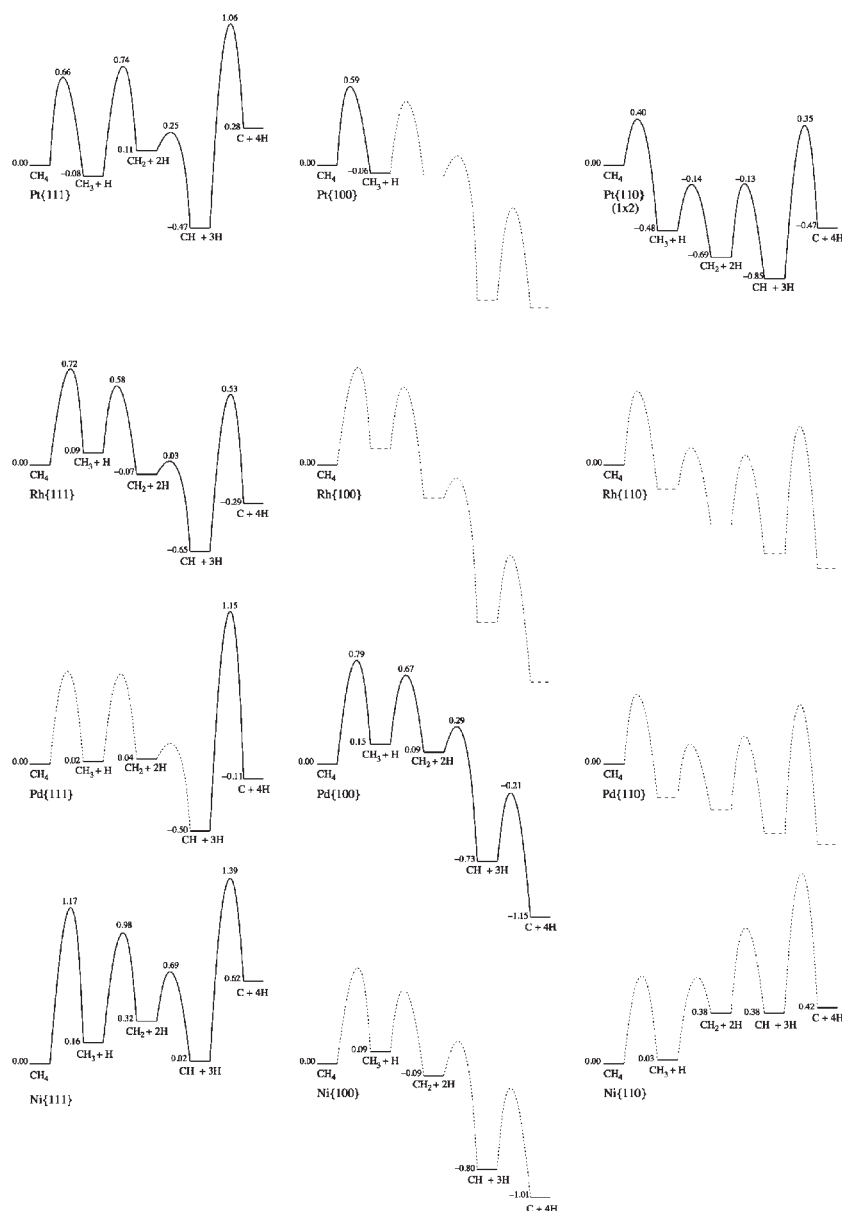 1.06
0.74
0.66
0.25
0.28
C + 4H
0.00
CH₄
−0.08
CH₃ + H
0.11
CH₂ + 2H
Pt{111}
−0.47
CH + 3H
0.59
0.00
CH₄
−0.06
CH₃ + H
Pt{100}
0.40
0.35
0.00
CH₄
−0.14
−0.13
Pt{110}
(1x2)
−0.48
CH₃ + H
−0.47
C + 4H
−0.69
CH₂ + 2H
−0.85
CH + 3H
0.72
0.58
0.53
0.09
CH₃ + H
0.03
0.00
CH₄
−0.07
CH₂ + 2H
Rh{111}
−0.29
C + 4H
−0.65
CH + 3H
0.00
CH₄
Rh{100}
0.00
CH₄
Rh{110}
1.15
0.00
CH₄
0.02
CH₃ + H
0.04
CH₂ + 2H
−0.11
C + 4H
Pd{111}
−0.50
CH + 3H
0.79
0.67
0.29
0.15
CH₃ + H
0.09
CH₂ + 2H
0.00
CH₄
Pd{100}
−0.21
−0.73
CH + 3H
−1.15
C + 4H
0.00
CH₄
Pd{110}
1.39
1.17
0.98
0.69
0.62
C + 4H
0.32
CH₂ + 2H
0.16
CH₃ + H
0.00
CH₄
0.02
CH + 3H
Ni{111}
0.09
CH₃ + H
0.00
CH₄
−0.09
CH₂ + 2H
Ni{100}
−0.80
CH + 3H
−1.01
C + 4H
0.38
CH₂ + 2H
0.38
CH + 3H
0.42
C + 4H
0.00
CH₄
0.03
CH₃ + H
Ni{110}